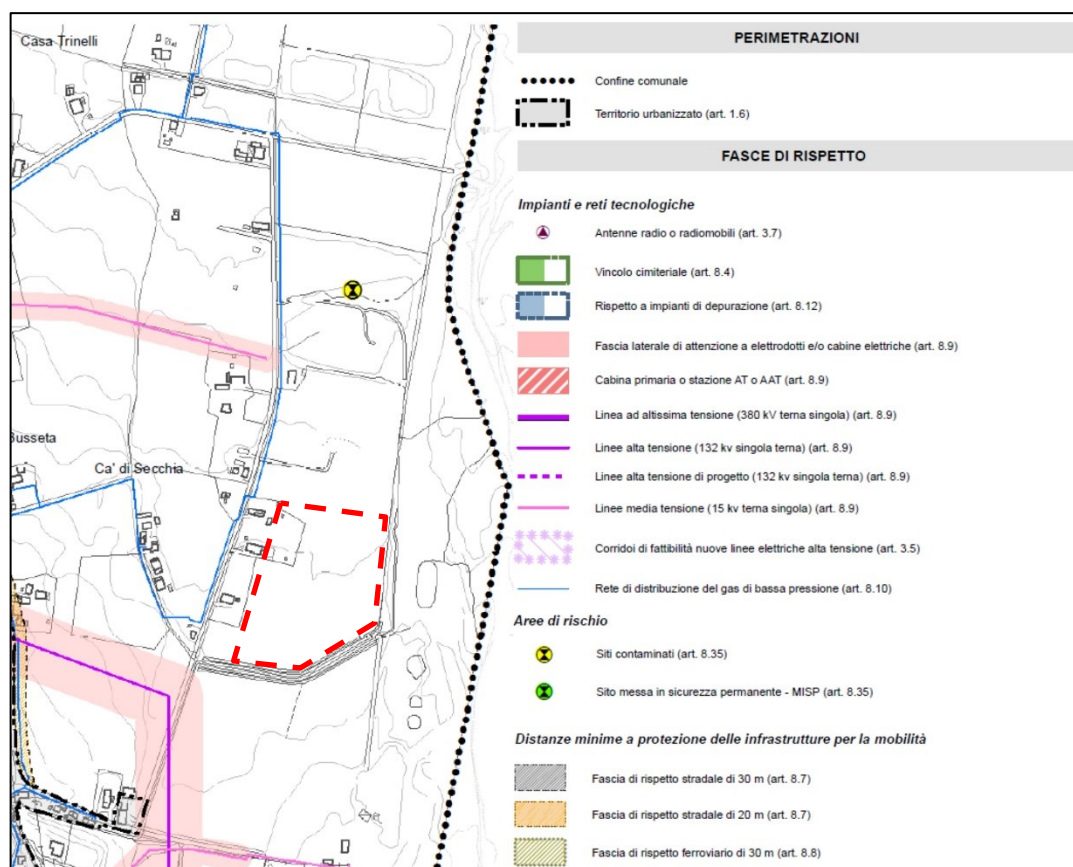 Casa Trinelli
Busseta
Ca' di Secchia
PERIMETRAZIONI
Confine comunale
Territorio urbanizzato (art. 1.6)
FASCE DI RISPETTO
Impianti e reti tecnologiche
Antenne radio o radiomobili (art. 3.7)
Vincolo cimiteriale (art. 8.4)
Rispetto a impianti di depurazione (art. 8.12)
Fascia laterale di attenzione a elettrodotti e/o cabine elettriche (art. 8.9)
Cabina primaria o stazione AT o AAT (art. 8.9)
Linea ad altissima tensione (380 kV terna singola) (art. 8.9)
Linee alta tensione (132 kv singola terna) (art. 8.9)
Linee alta tensione di progetto (132 kv singola terna) (art. 8.9)
Linee media tensione (15 kv terna singola) (art. 8.9)
Corridoi di fattibilità nuove linee elettriche alta tensione (art. 3.5)
Rete di distribuzione del gas di bassa pressione (art. 8.10)
Aree di rischio
Siti contaminati (art. 8.35)
Sito messa in sicurezza permanente - MISP (art. 8.35)
Distanze minime a protezione delle infrastrutture per la mobilità
Fascia di rispetto stradale di 30 m (art. 8.7)
Fascia di rispetto stradale di 20 m (art. 8.7)
Fascia di rispetto ferroviario di 30 m (art. 8.8)